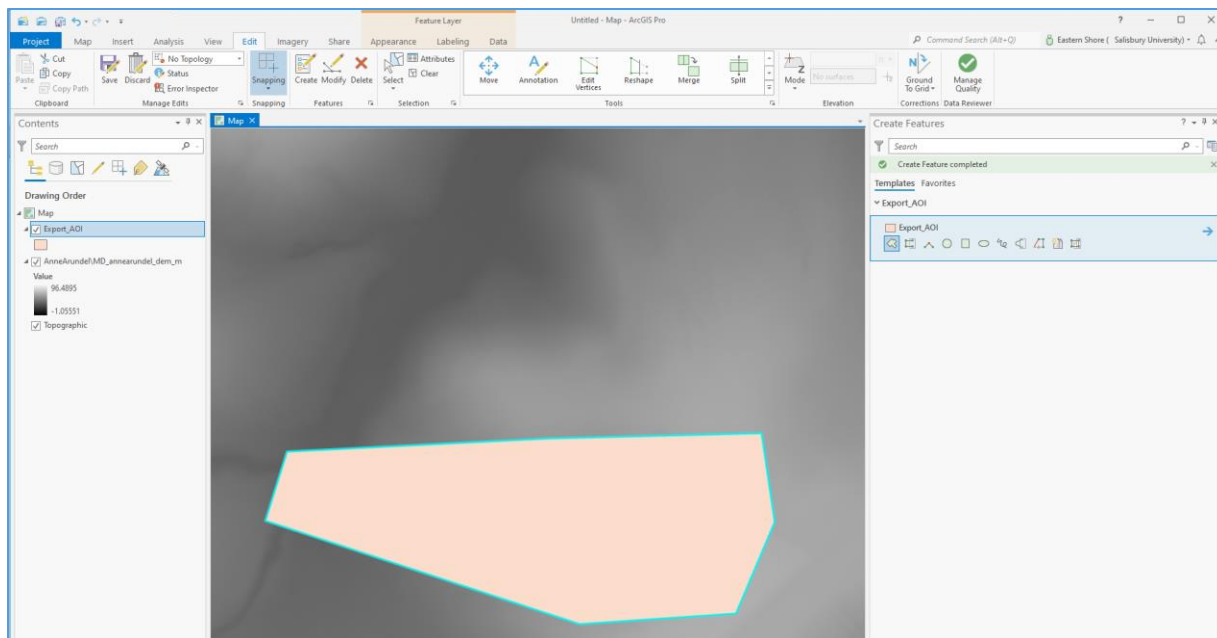 Feature Layer
Untitled - Map - ArcGIS Pro
?
Project Map Insert Analysis View Edit Imagery Share Appearance Labeling Data
Command Search (Alt+Q)
Eastern Shore ( Salisbury University)
Paste
Cut
Copy
Copy Path
Clipboard
Save Discard
No Topology
Status
Error Inspector
Manage Edits
Snapping
Snapping
Create Modify Delete
Features
Select
Attributes
Clear
Selection
Move
Annotation
Edit
Vertices
Reshape
Merge
Split
Tools
Mode
No surfaces
Elevation
Ground
To Grid
Corrections
Manage
Quality
Data Reviewer
Contents
Search
Drawing Order
Map
Export_AOI
AnneArundel\MD_annearundel_dem_m
Value
96.4895
-1.05551
Topographic
Map
Create Features
?
Search
Create Feature completed
Templates Favorites
Export_AOI
Export_AOI